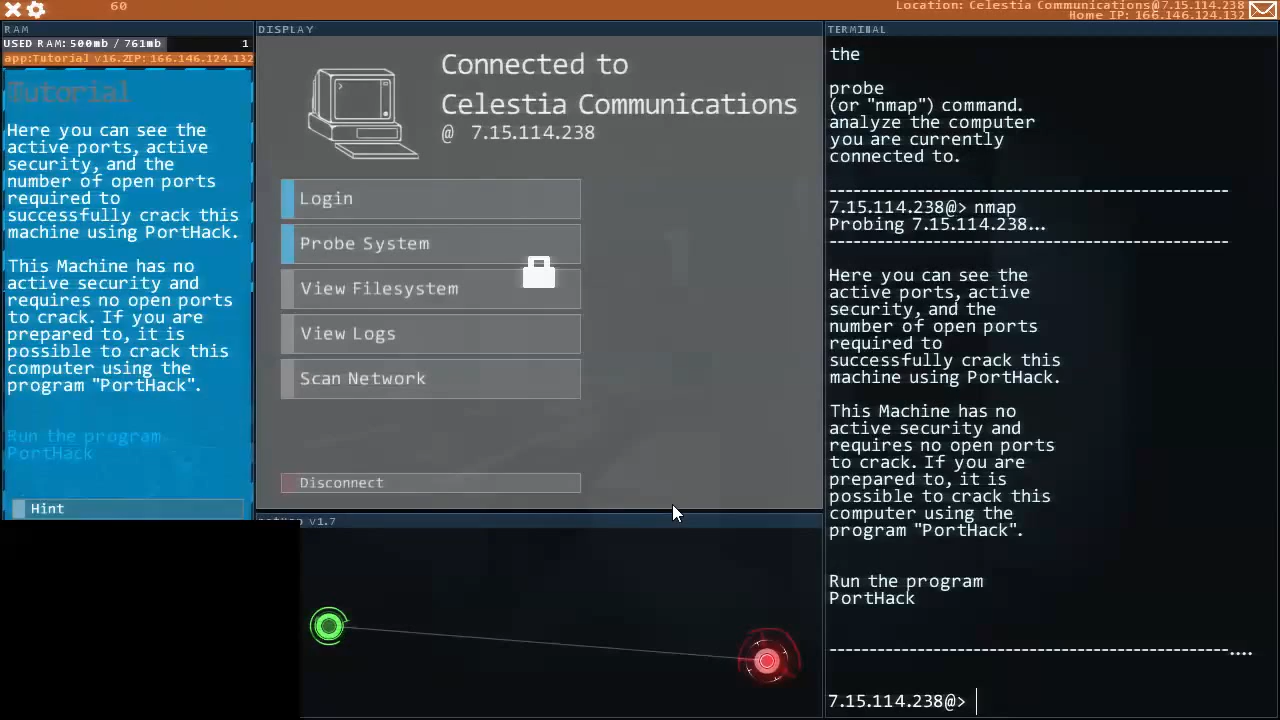 60
Location: Celestia Communications@7.15.114.238
Home IP: 166.146.124.132
RAM
USED RAM: 500mb / 761mb 1
app:Tutorial v16.2IP: 166.146.124.132
Tutorial
Here you can see the
active ports, active
security, and the
number of open ports
required to
successfully crack this
machine using PortHack.
This Machine has no
active security and
requires no open ports
to crack. If you are
prepared to, it is
possible to crack this
computer using the
program "PortHack".
Run the program
PortHack
Hint
DISPLAY
Connected to
Celestia Communications
@ 7.15.114.238
Login
Probe System
View Filesystem
View Logs
Scan Network
Disconnect
netMap v1.7
TERMINAL
the
probe
(or "nmap") command.
analyze the computer
you are currently
connected to.
-------------------------------------------------
7.15.114.238@> nmap
Probing 7.15.114.238...
-------------------------------------------------
Here you can see the
active ports, active
security, and the
number of open ports
required to
successfully crack this
machine using PortHack.
This Machine has no
active security and
requires no open ports
to crack. If you are
prepared to, it is
possible to crack this
computer using the
program "PortHack".
Run the program
PortHack
-------------------------------------------------....
7.15.114.238@>